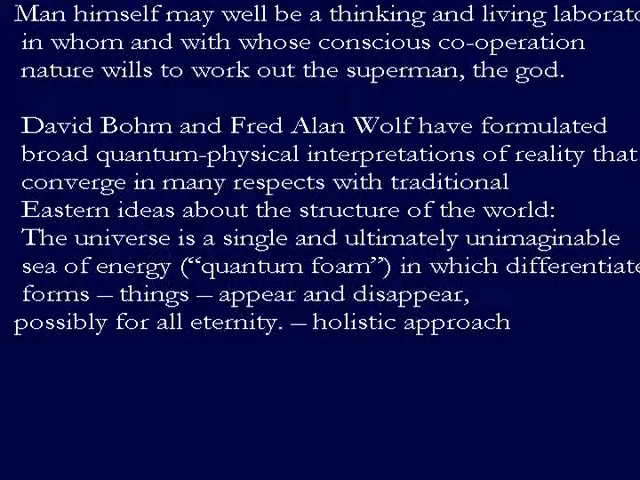 Man himself may well be a thinking and living laborato
in whom and with whose conscious co-operation
nature wills to work out the superman, the god.
David Bohm and Fred Alan Wolf have formulated
broad quantum-physical interpretations of reality that
converge in many respects with traditional
Eastern ideas about the structure of the world:
The universe is a single and ultimately unimaginable
sea of energy (“quantum foam”) in which differentiate
forms – things – appear and disappear,
possibly for all eternity. – holistic approach